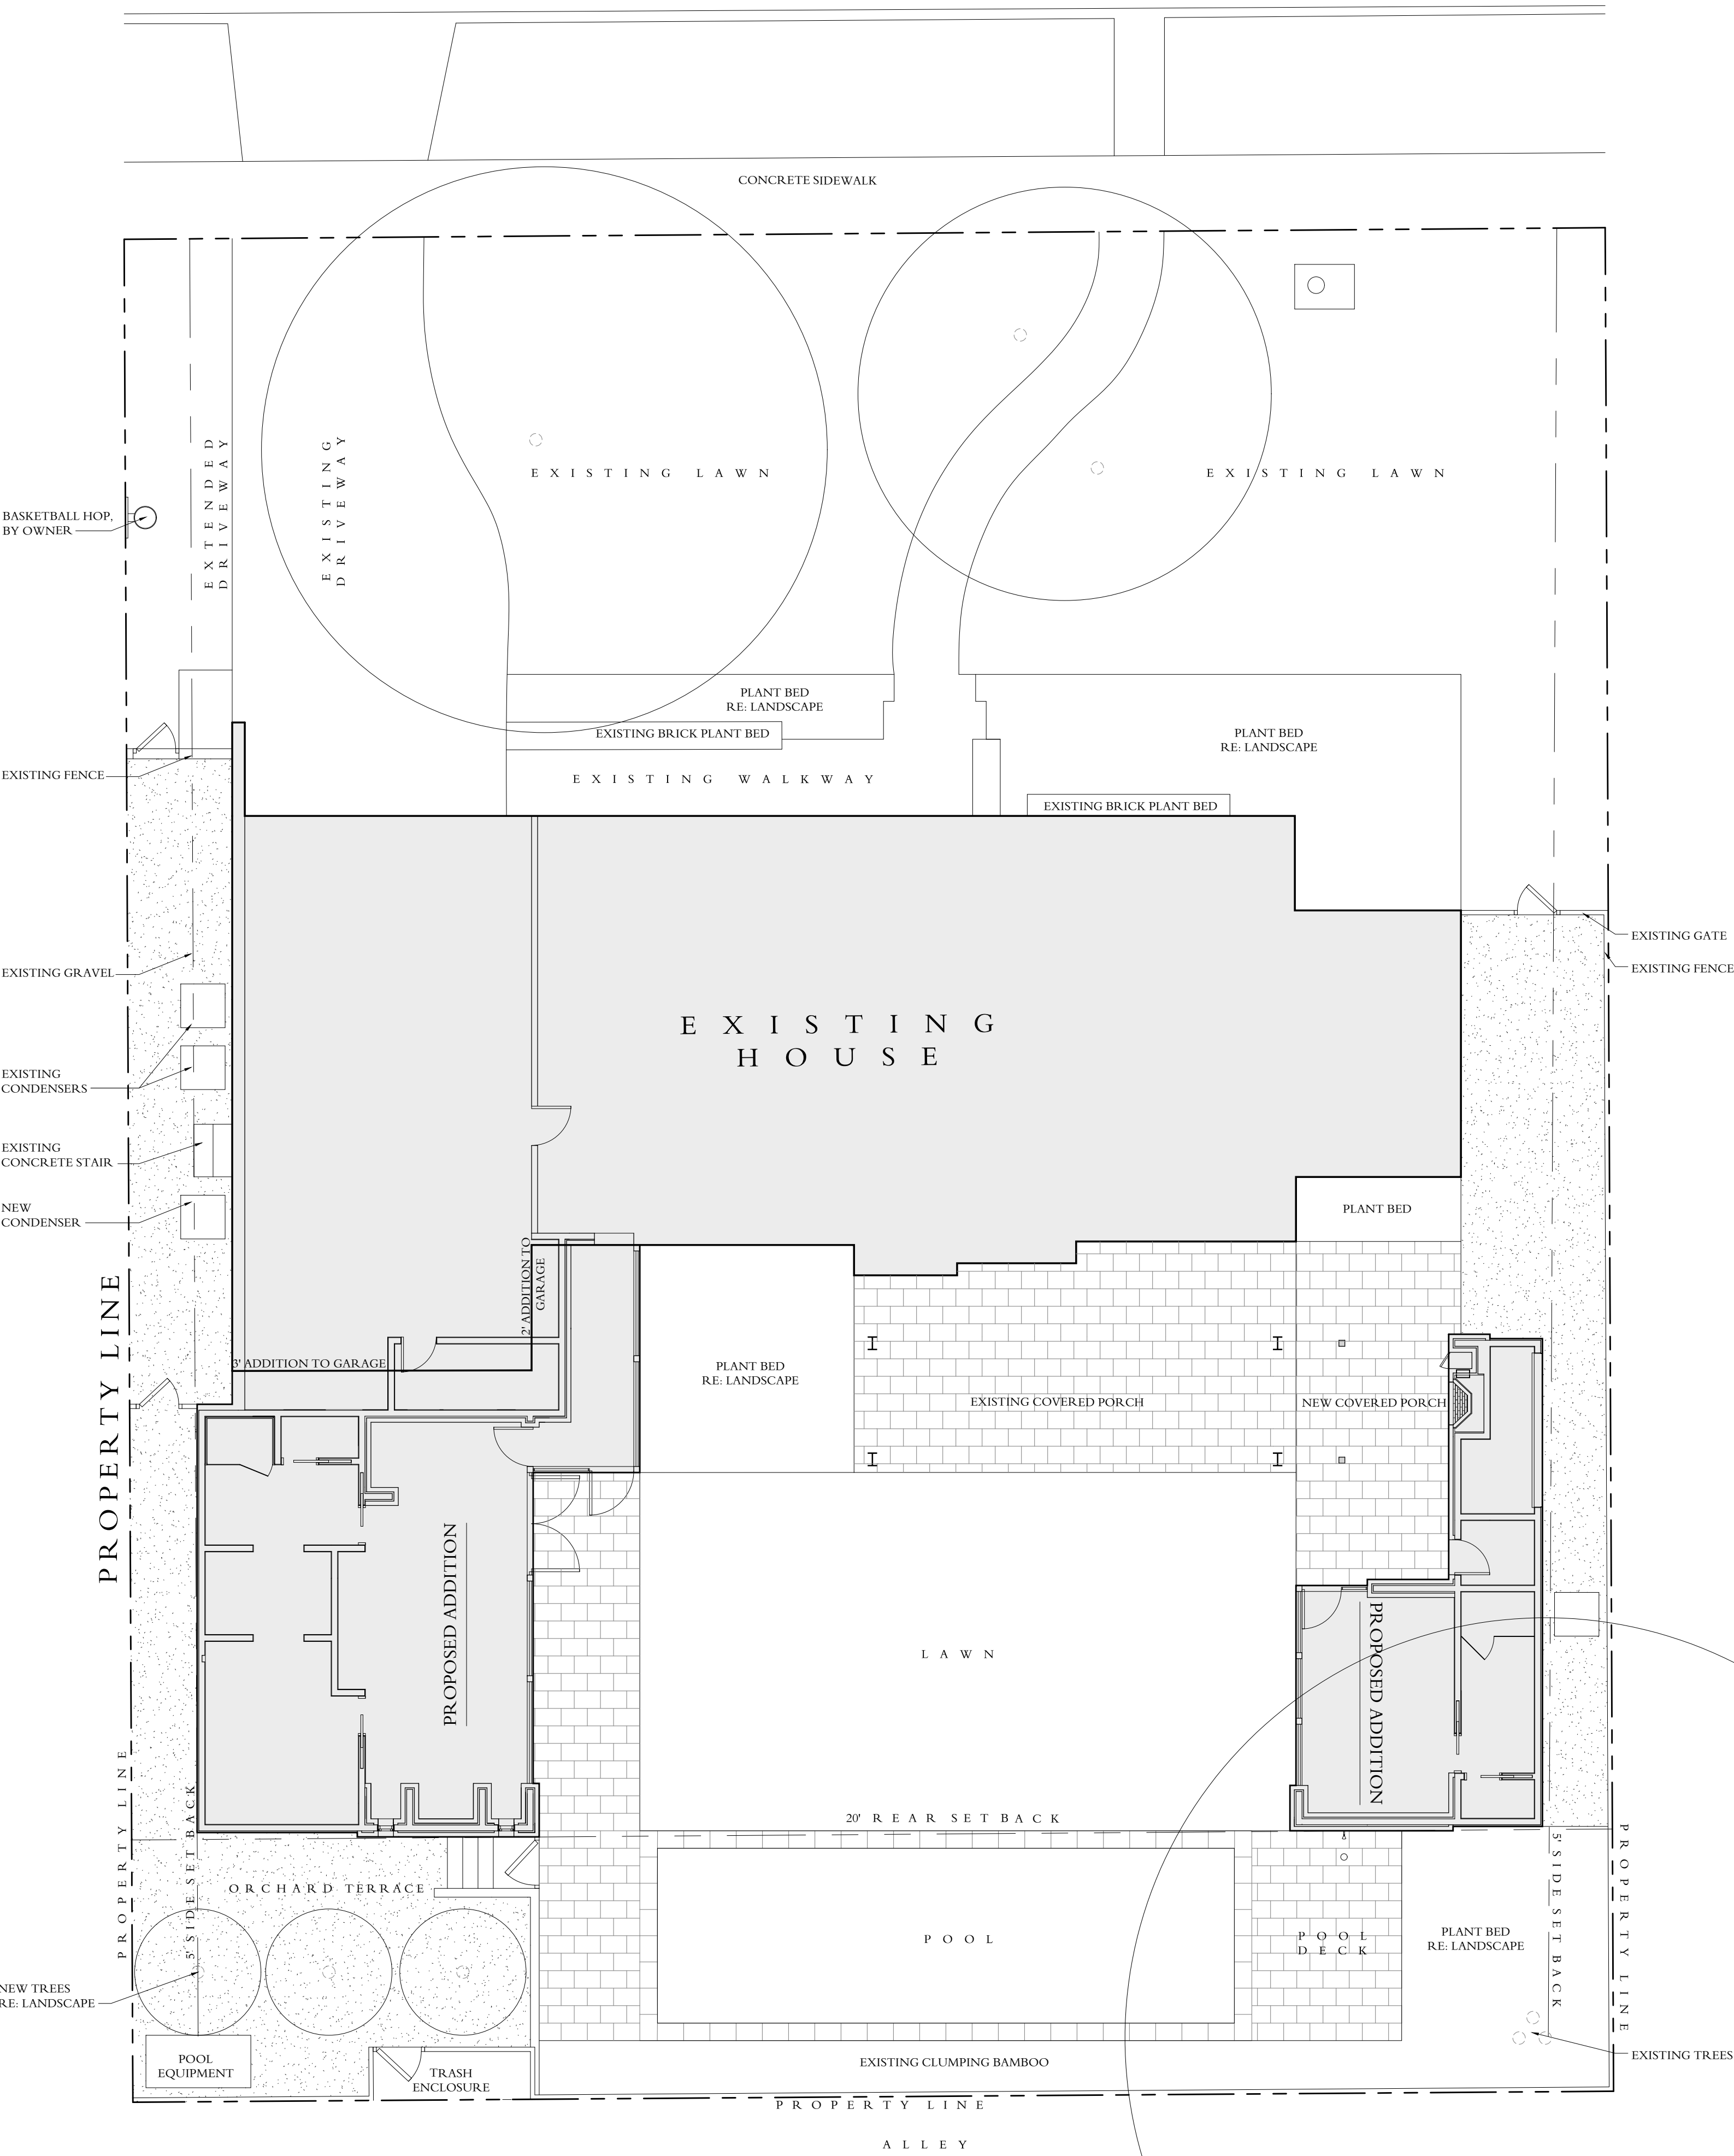 CONCRETE SIDEWALK
EXTENDED
DRIVEWAY
EXISTING
DRIVEWAY
EXISTING LAWN
EXISTING LAWN
BASKETBALL HOP,
BY OWNER
PLANT BED
RE: LANDSCAPE
EXISTING BRICK PLANT BED
PLANT BED
RE: LANDSCAPE
EXISTING FENCE
EXISTING WALKWAY
EXISTING BRICK PLANT BED
EXISTING GATE
EXISTING FENCE
EXISTING GRAVEL
EXISTING
HOUSE
EXISTING
CONDENSERS
EXISTING
CONCRETE STAIR
NEW
CONDENSER
PLANT BED
2' ADDITION TO
GARAGE
3' ADDITION TO GARAGE
PLANT BED
RE: LANDSCAPE
EXISTING COVERED PORCH
NEW COVERED PORCH
PROPERTY LINE
PROPOSED ADDITION
LAWN
PROPOSED ADDITION
20' REAR SET BACK
PROPERTY LINE
5' SIDE SET BACK
ORCHARD TERRACE
POOL
POOL
DECK
PLANT BED
RE: LANDSCAPE
5' SIDE SET BACK
PROPERTY LINE
NEW TREES
RE: LANDSCAPE
POOL
EQUIPMENT
TRASH
ENCLOSURE
EXISTING CLUMPING BAMBOO
EXISTING TREES
PROPERTY LINE
ALLEY